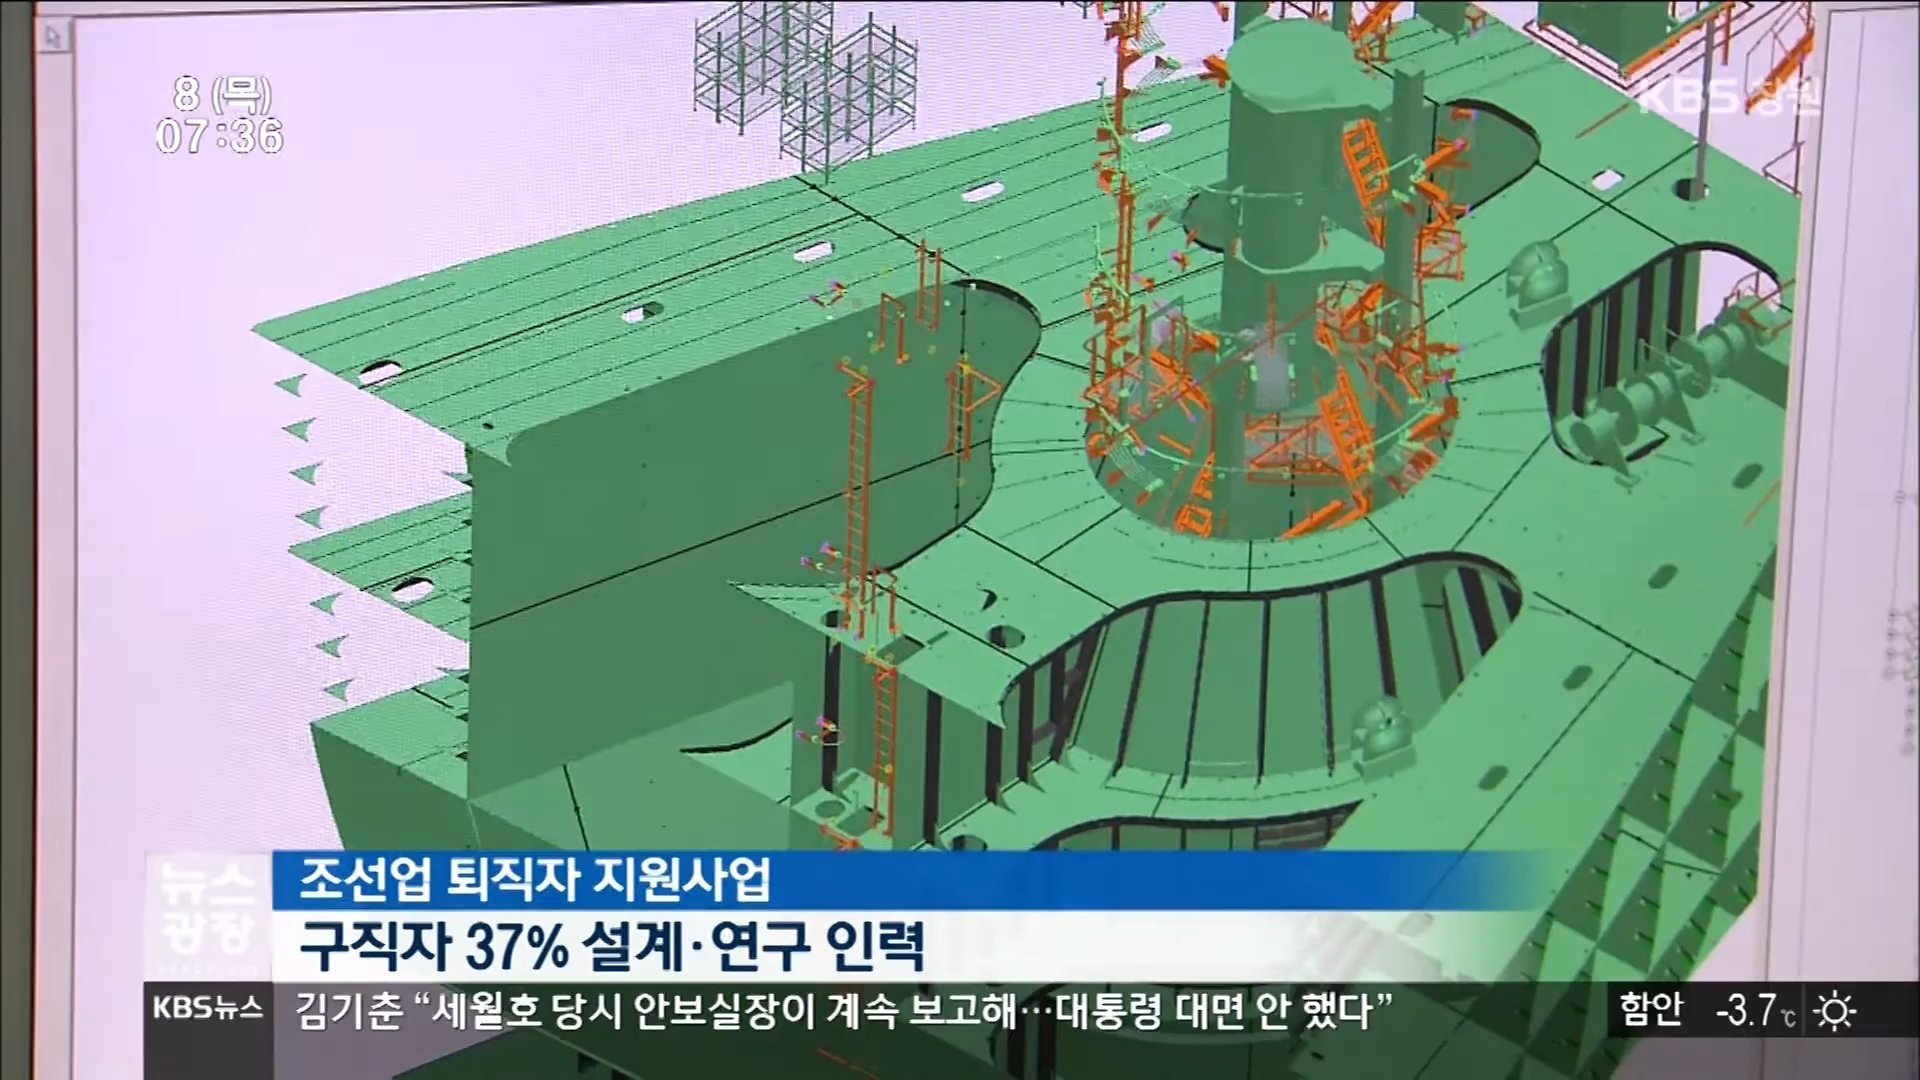 8 (목)
07:36
KBS 창원
뉴스
광장
조선업 퇴직자 지원사업
구직자 37% 설계·연구 인력
KBS뉴스
김기춘 “세월호 당시 안보실장이 계속 보고해…대통령 대면 안 했다”
함안 -3.7℃